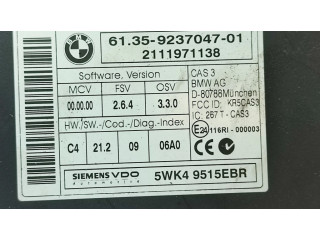 BMW
61.35-9237047-01
2111971138
Software, Version
MCV FSV OSV
00.00.00 2.6.4 3.3.0
HW./SW.-/Cod.-/Diag.-Index
C4 21.2 09 06A0
CAS 3
BMW AG
D-80788München
FCC ID: KR5CAS3
IC: 267 T - CAS3
E24 116RI - 000003
SIEMENS VDO
Automotive
5WK4 9515EBR